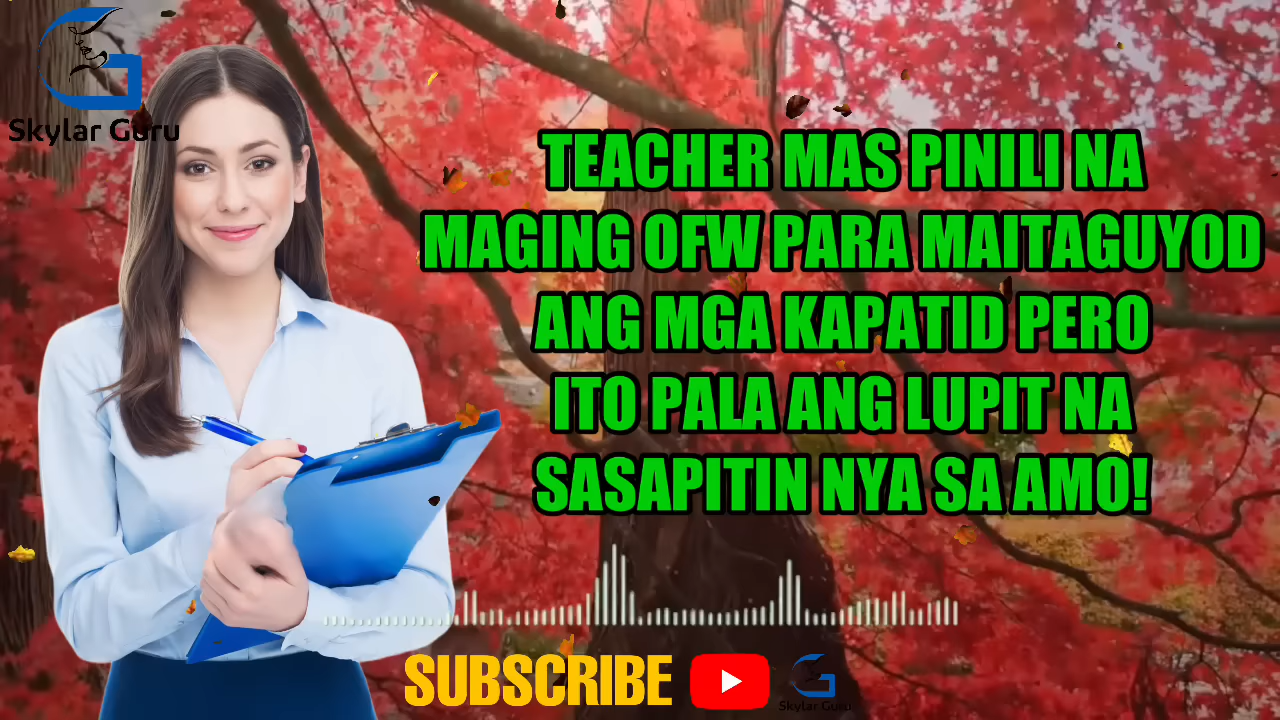 Skylar Guru
TEACHER MAS PINILI NA
MAGING OFW PARA MAITAGUYOD
ANG MGA KAPATID PERO
ITO PALA ANG LUPIT NA
SASAPITIN NYA SA AMO!
SUBSCRIBE
Skylar Guru